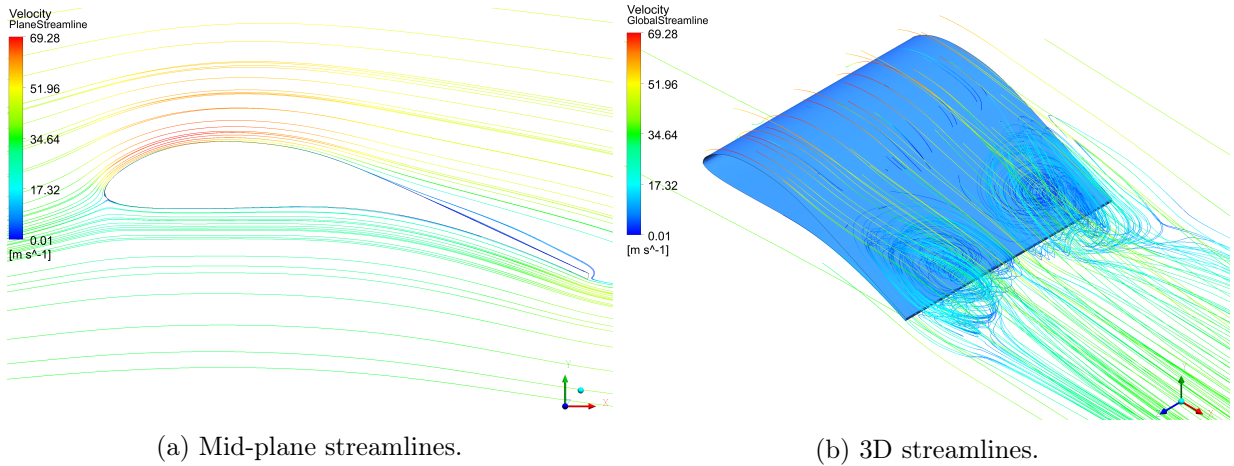 Velocity
PlaneStreamline
69.28
51.96
34.64
17.32
0.01
[m s^-1]
Y
X
(a) Mid-plane streamlines.
Velocity
GlobalStreamline
69.28
51.96
34.64
17.32
0.01
[m s^-1]
X
(b) 3D streamlines.